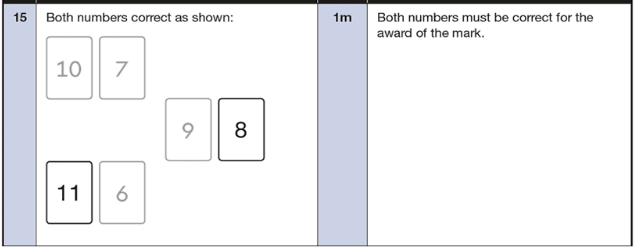 15 Both numbers correct as shown: 1m Both numbers must be correct for the
award of the mark.
10 7
9 8
11 6